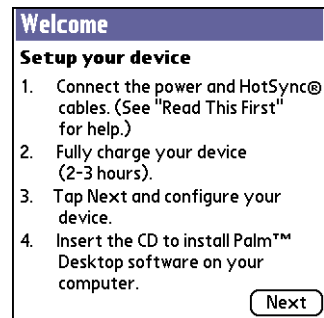 Welcome
Setup your device
1. Connect the power and HotSync®
cables. (See "Read This First"
for help.)
2. Fully charge your device
(2-3 hours).
3. Tap Next and configure your
device.
4. Insert the CD to install Palm™
Desktop software on your
computer.
Next